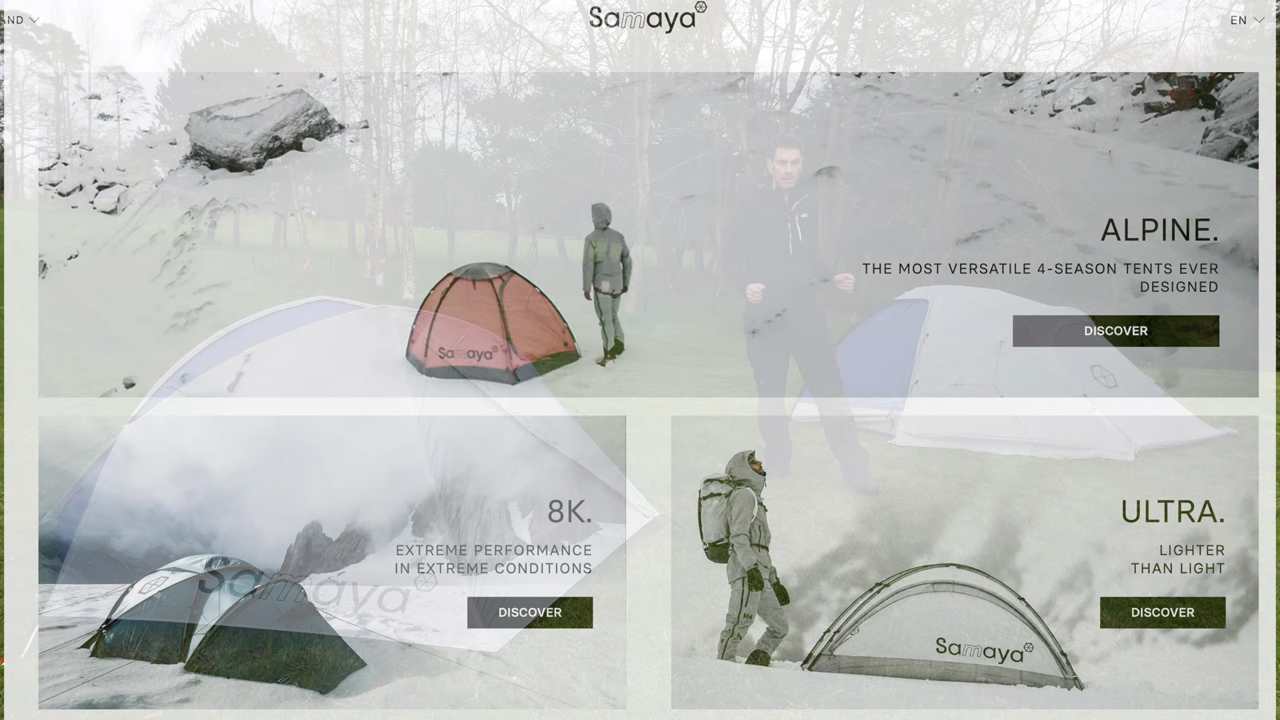 AND
Samaya
EN
ALPINE.
THE MOST VERSATILE 4-SEASON TENTS EVER
DESIGNED
DISCOVER
Samaya
8K.
EXTREME PERFORMANCE
IN EXTREME CONDITIONS
Samaya
DISCOVER
ULTRA.
LIGHTER
THAN LIGHT
DISCOVER
Samaya